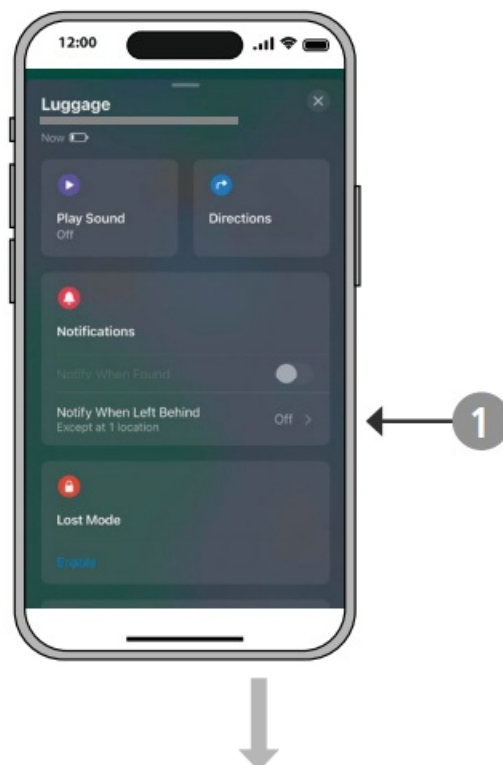 12:00
Luggage
Now
Play Sound
Off
Directions
Notifications
Notify When Found
Notify When Left Behind
Except at 1 location
Off
1
Lost Mode
Enable